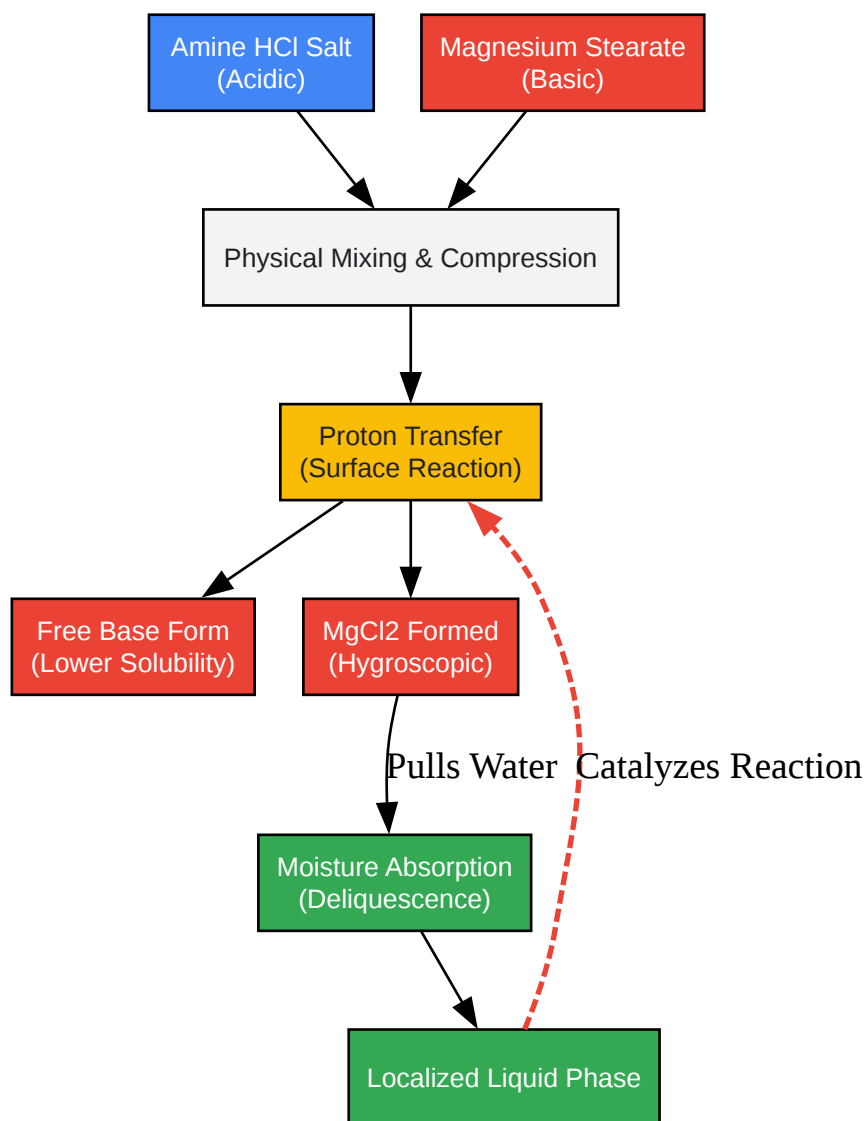 Amine HCl Salt
(Acidic)
Magnesium Stearate
(Basic)
Physical Mixing & Compression
Proton Transfer
(Surface Reaction)
Free Base Form
(Lower Solubility)
MgCl2 Formed
(Hygroscopic)
Pulls Water
Catalyzes Reaction
Moisture Absorption
(Deliquescence)
Localized Liquid Phase